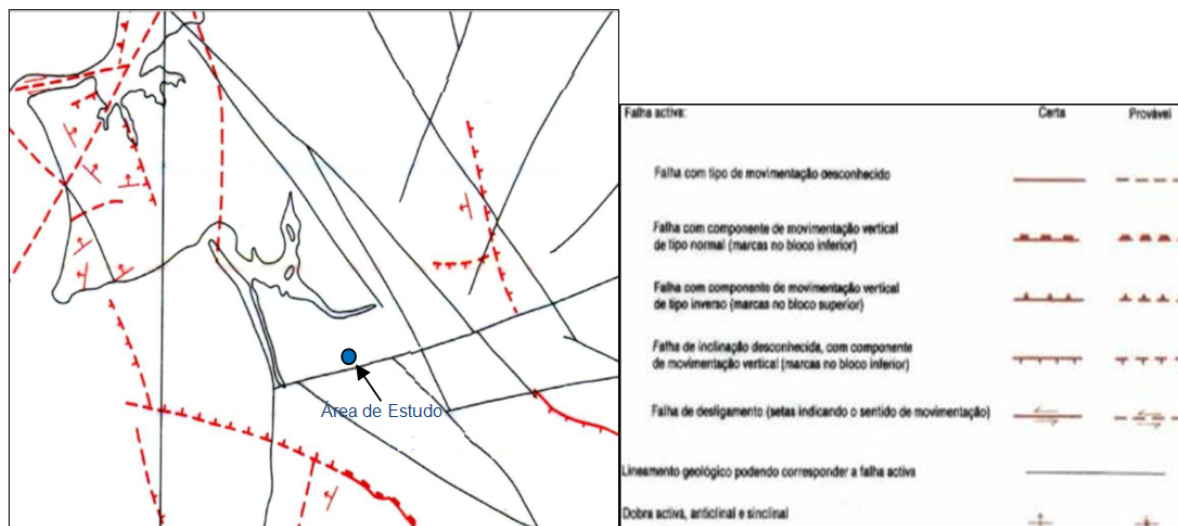 Área de Estudo
Falha activa:
Certa
Provável
Falha com tipo de movimentação desconhecido
Falha com componente de movimentação vertical
de tipo normal (marcas no bloco inferior)
Falha com componente de movimentação vertical
de tipo inverso (marcas no bloco superior)
Falha de inclinação desconhecida, com componente
de movimentação vertical (marcas no bloco inferior)
Falha de desligamento (setas indicando o sentido de movimentação)
Lineamento geológico podendo corresponder a falha activa
Dobra activa, anticlinal e sinclinal